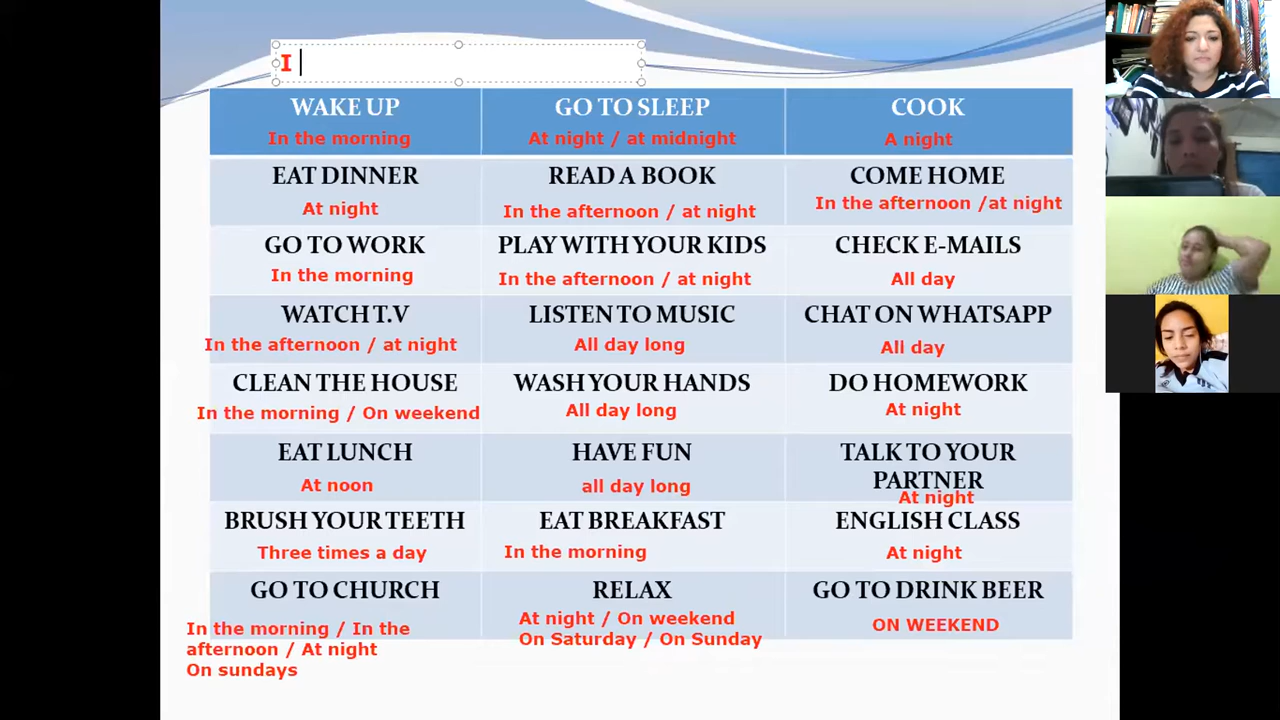 I
WAKE UP
In the morning
GO TO SLEEP
At night / at midnight
COOK
A night
EAT DINNER
At night
READ A BOOK
In the afternoon / at night
COME HOME
In the afternoon /at night
GO TO WORK
In the morning
PLAY WITH YOUR KIDS
In the afternoon / at night
CHECK E-MAILS
All day
WATCH T.V
In the afternoon / at night
LISTEN TO MUSIC
All day long
CHAT ON WHATSAPP
All day
CLEAN THE HOUSE
In the morning / On weekend
WASH YOUR HANDS
All day long
DO HOMEWORK
At night
EAT LUNCH
At noon
HAVE FUN
all day long
TALK TO YOUR
PARTNER
At night
BRUSH YOUR TEETH
Three times a day
EAT BREAKFAST
In the morning
ENGLISH CLASS
At night
GO TO CHURCH
In the morning / In the
afternoon / At night
On sundays
RELAX
At night / On weekend
On Saturday / On Sunday
GO TO DRINK BEER
ON WEEKEND